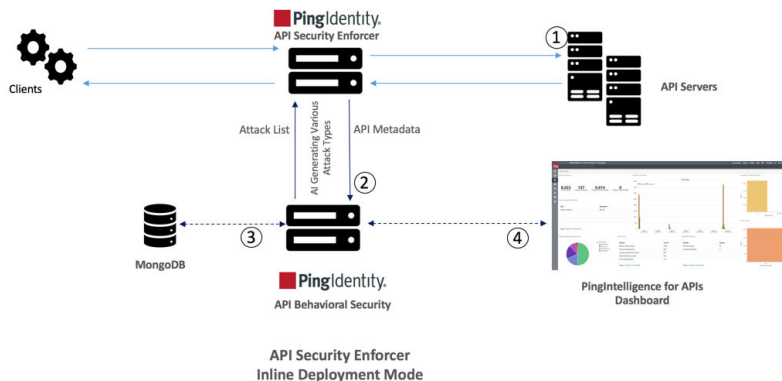 PingIdentity.
API Security Enforcer
1
Clients
API Servers
Attack List
AI Generating Various
Attack Types
API Metadata
2
3
4
MongoDB
PingIdentity.
API Behavioral Security
PingIntelligence for APIs
Dashboard
API Security Enforcer
Inline Deployment Mode